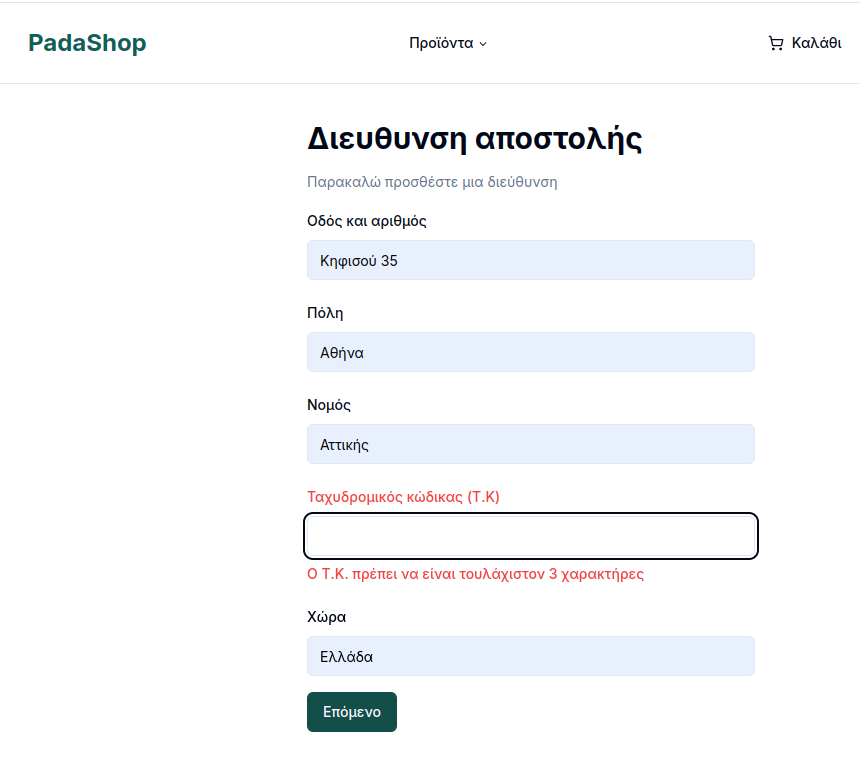 PadaShop
Προϊόντα
Καλάθι
Διευθυνση αποστολής
Παρακαλώ προσθέστε μια διεύθυνση
Οδός και αριθμός
Κηφισού 35
Πόλη
Αθήνα
Νομός
Αττικής
Ταχυδρομικός κώδικας (Τ.Κ)
Ο Τ.Κ. πρέπει να είναι τουλάχιστον 3 χαρακτήρες
Χώρα
Ελλάδα
Επόμενο